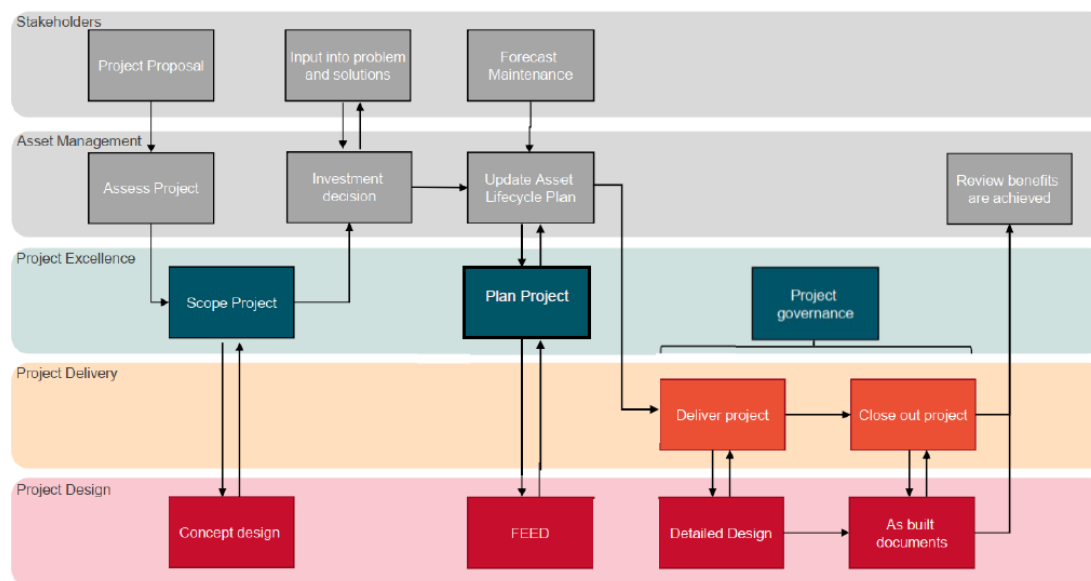 Stakeholders
Project Proposal
Input into problem
and solutions
Forecast
Maintenance
Asset Management
Assess Project
Investment
decision
Update Asset
Lifecycle Plan
Review benefits
are achieved
Project Excellence
Scope Project
Plan Project
Project
governance
Project Delivery
Deliver project
Close out project
Project Design
Concept design
FEED
Detailed Design
As built
documents